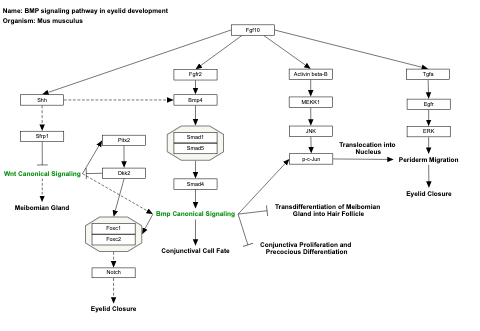 Name: BMP signaling pathway in eyelid development
Organism: Mus musculus
Fgf10
Fgfr2
Activin beta-B
Tgfa
Shh
Bmp4
MEKK1
Egfr
Sfrp1
Pitx2
Smad1
Smad5
JNK
ERK
Translocation into
Nucleus
p-c-Jun
Periderm Migration
Wnt Canonical Signaling
Dkk2
Smad4
Eyelid Closure
Meibomian Gland
Bmp Canonical Signaling
Transdifferentiation of Meibomian
Gland into Hair Follicle
Foxc1
Foxc2
Conjunctival Cell Fate
Conjunctiva Proliferation and
Precocious Differentiation
Notch
Eyelid Closure